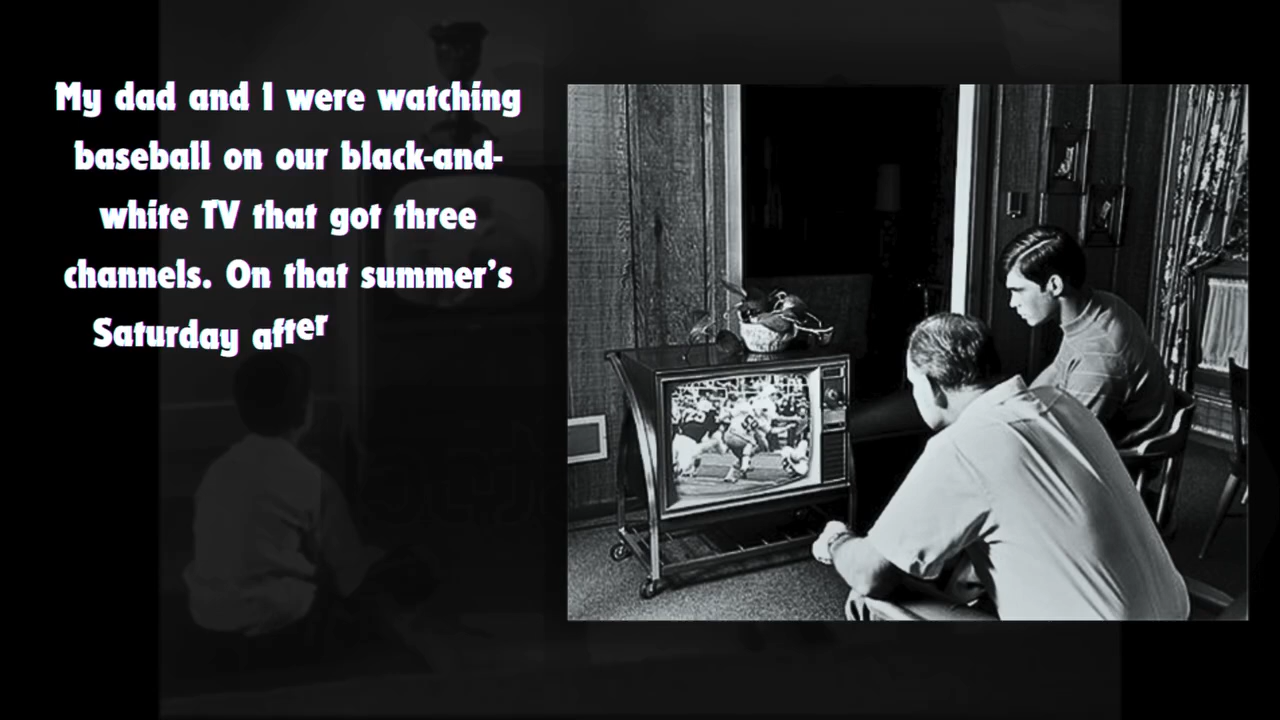 My dad and I were watching
baseball on our black-and-
white TV that got three
channels. On that summer's
Saturday after